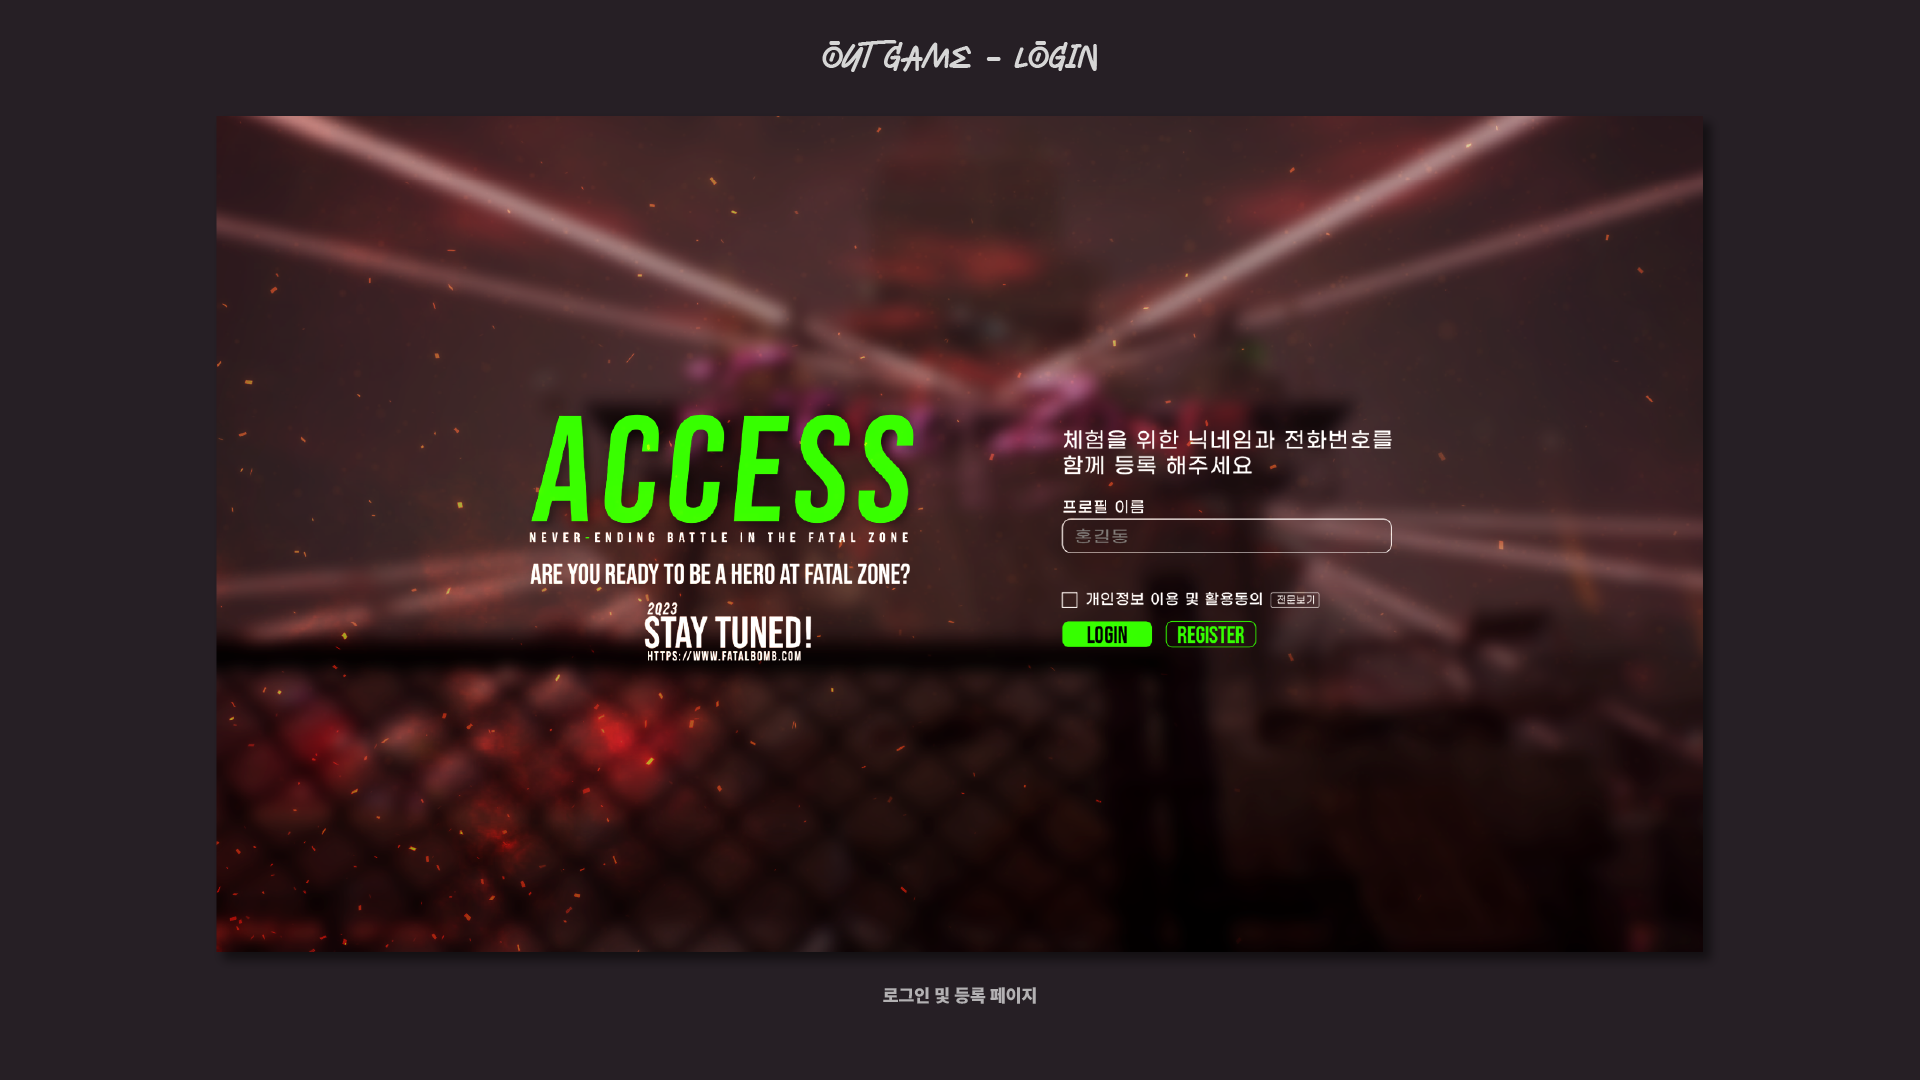 OUT GAME - LOGIN
ACCESS
NEVER-ENDING BATTLE IN THE FATAL ZONE
ARE YOU READY TO BE A HERO AT FATAL ZONE?
2023
STAY TUNED!
HTTPS://WWW.FATALBOMB.COM
체험을 위한 닉네임과 전화번호를
함께 등록 해주세요
프로필 이름
홍길동
개인정보 이용 및 활용동의 전문보기
LOGIN REGISTER
로그인 및 등록 페이지